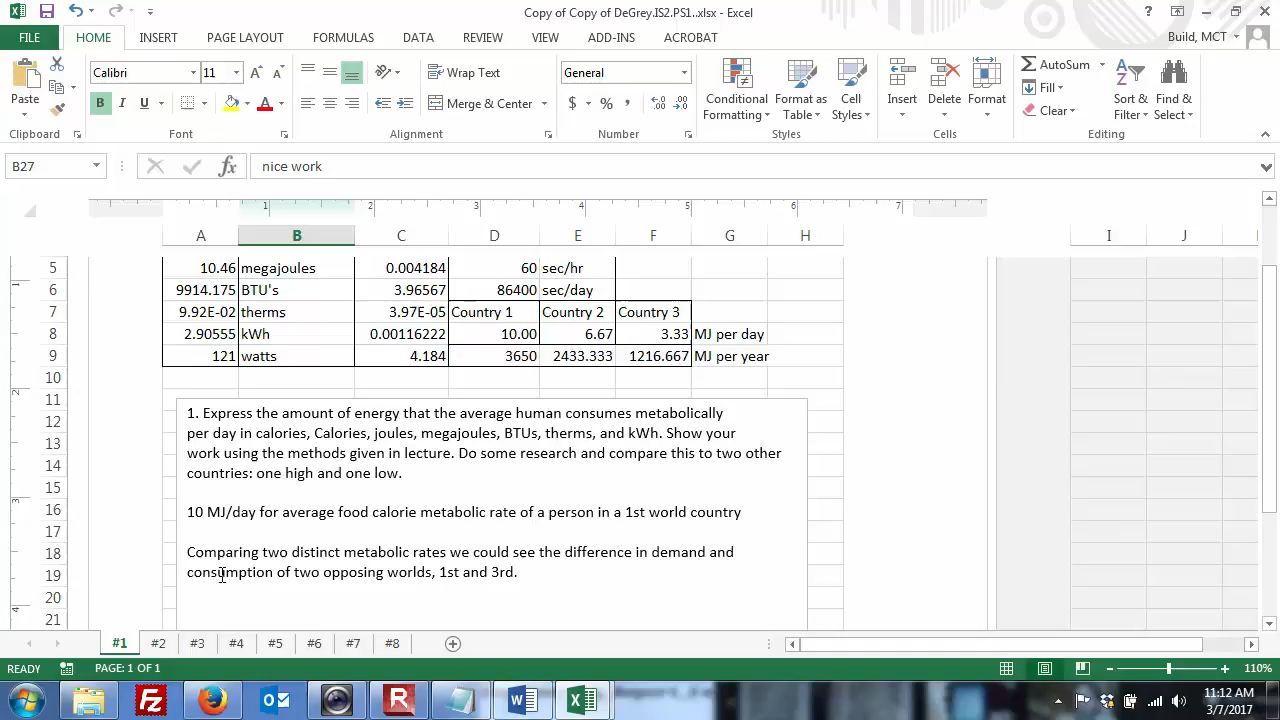 Copy of Copy of DeGrey.IS2.PS1..xlsx - Excel
FILE HOME INSERT PAGE LAYOUT FORMULAS DATA REVIEW VIEW ADD-INS ACROBAT Build, MCT
Calibri 11 Wrap Text General AutoSum
Paste B I U Merge & Center $ % , Conditional Formatting Format as Table Cell Styles Insert Delete Format Fill Clear Sort & Filter Find & Select
Clipboard Font Alignment Number Styles Cells Editing
B27 fx nice work
1 2 3 4 5 6 7
A B C D E F G H I J
5 10.46 megajoules 0.004184 60 sec/hr
6 9914.175 BTU's 3.96567 86400 sec/day
7 9.92E-02 therms 3.97E-05 Country 1 Country 2 Country 3
8 2.90555 kWh 0.00116222 10.00 6.67 3.33 MJ per day
9 121 watts 4.184 3650 2433.333 1216.667 MJ per year
10
11
12
13
14
15
16
17
18
19
20
21
1. Express the amount of energy that the average human consumes metabolically
per day in calories, Calories, joules, megajoules, BTUs, therms, and kWh. Show your
work using the methods given in lecture. Do some research and compare this to two other
countries: one high and one low.
10 MJ/day for average food calorie metabolic rate of a person in a 1st world country
Comparing two distinct metabolic rates we could see the difference in demand and
consumption of two opposing worlds, 1st and 3rd.
1 2 3 4
#1 #2 #3 #4 #5 #6 #7 #8
READY PAGE: 1 OF 1 110%
11:12 AM
3/7/2017